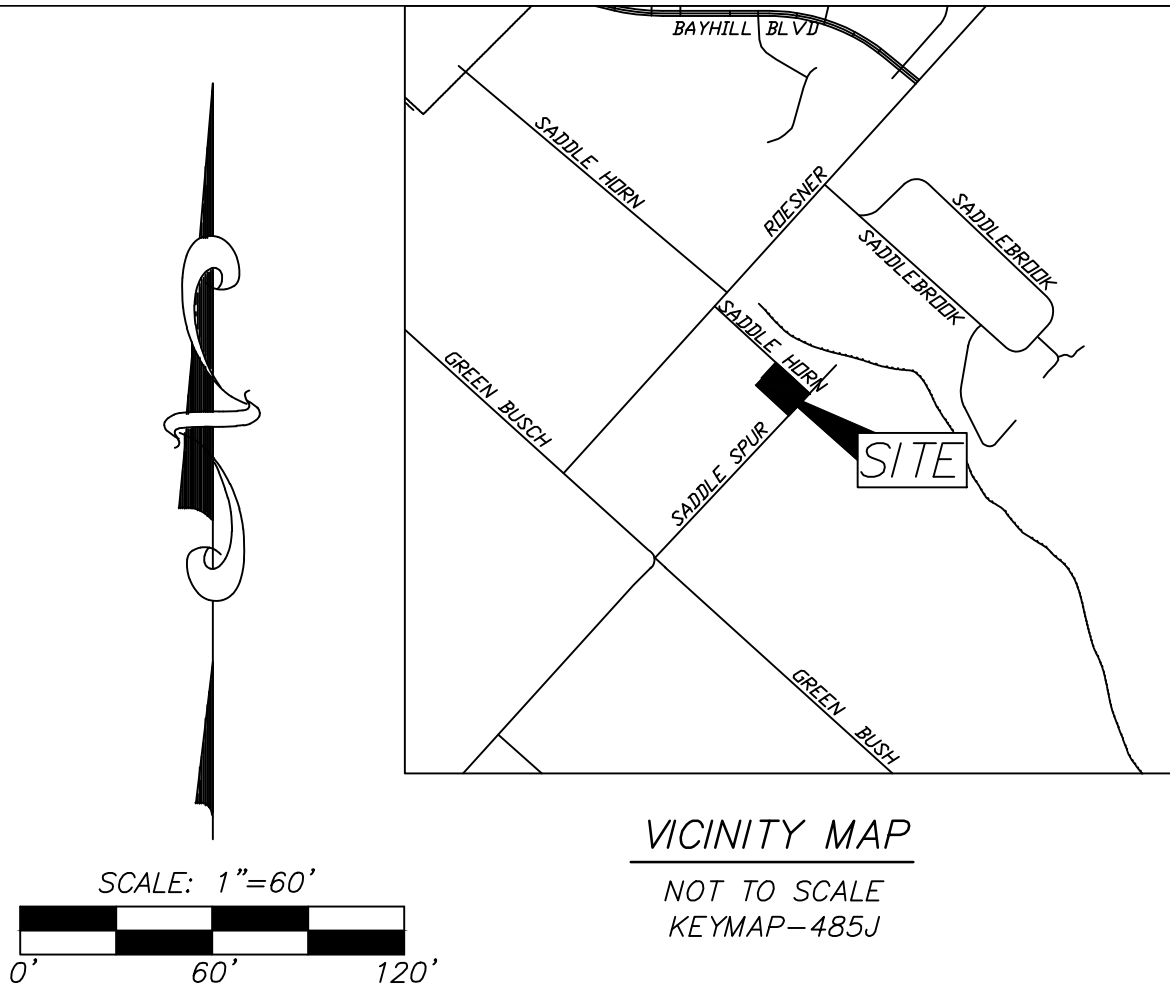 BAYHILL BLVD
SADDLE HORN
ROESNER
SADDLEBROOK
SADDLEBROOK
SADDLE HORN
GREEN BUSCH
SADDLE SPUR
SITE
GREEN BUSH
VICINITY MAP
NOT TO SCALE
KEYMAP-485J
SCALE: 1"=60'
0' 60' 120'